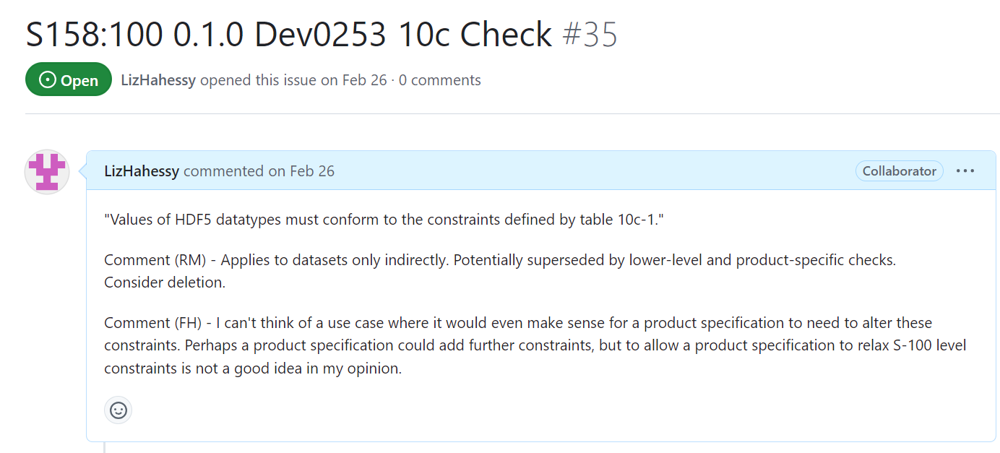 S158:100 0.1.0 Dev0253 10c Check #35
Open LizHahessy opened this issue on Feb 26 · 0 comments
LizHahessy commented on Feb 26 Collaborator ···
"Values of HDF5 datatypes must conform to the constraints defined by table 10c-1."
Comment (RM) - Applies to datasets only indirectly. Potentially superseded by lower-level and product-specific checks.
Consider deletion.
Comment (FH) - I can't think of a use case where it would even make sense for a product specification to need to alter these
constraints. Perhaps a product specification could add further constraints, but to allow a product specification to relax S-100 level
constraints is not a good idea in my opinion.